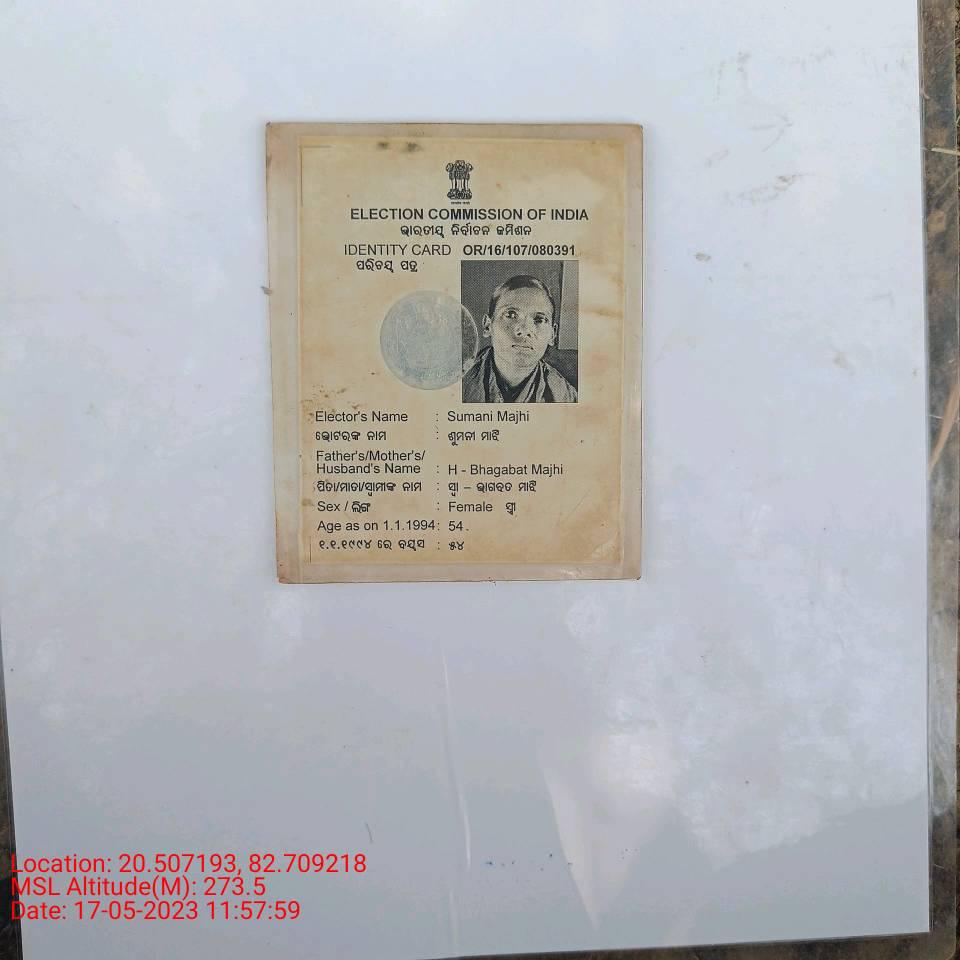 ELECTION COMMISSION OF INDIA
ଭାରତୀୟ ନିର୍ବାଚନ କମିଶନ
IDENTITY CARD OR/16/107/080391
ପରିଚୟ ପତ୍ର
Elector's Name : Sumani Majhi
ଭୋଟରଙ୍କ ନାମ : ଶୁମନୀ ମାଝି
Father's/Mother's/
Husband's Name : H - Bhagabat Majhi
ପିତା/ମାତା/ସ୍ୱାମୀଙ୍କ ନାମ : ସ୍ୱା – ଭାଗବତ ମାଝି
Sex / ଲିଙ୍ଗ : Female ସ୍ତ୍ରୀ
Age as on 1.1.1994 : 54.
୧.୧.୧୯୯୪ ରେ ବୟସ : ୫୪
Location: 20.507193, 82.709218
MSL Altitude(M): 273.5
Date: 17-05-2023 11:57:59